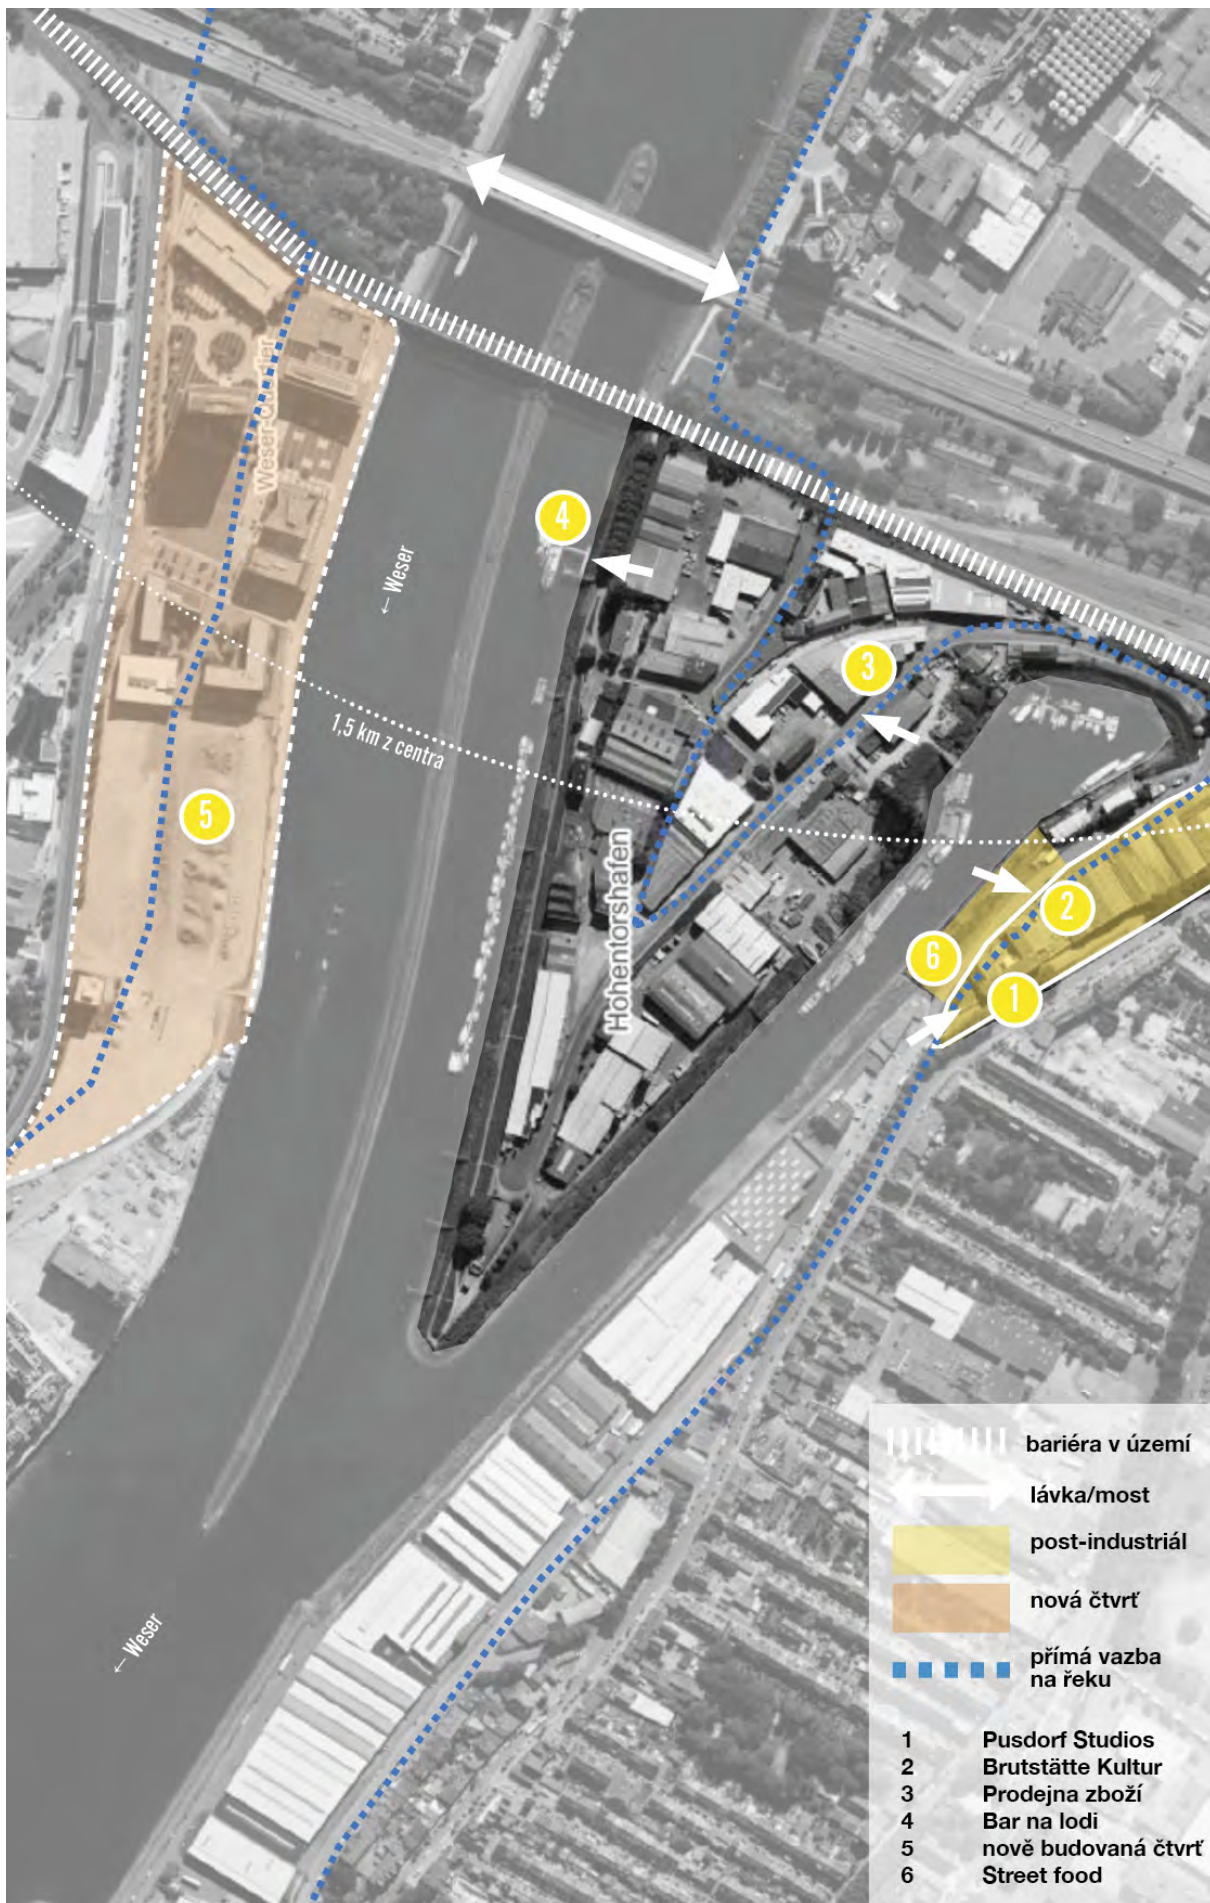 Weser-Quartier
4
← Weser
3
1,5 km z centra
5
Hohentorshafen
2
6
1
← Weser
bariéra v území
lávka/most
post-industriál
nová čtvrť
přímá vazba
na řeku
1 Pusdorf Studios
2 Brutstätte Kultur
3 Prodejna zboží
4 Bar na lodi
5 nově budovaná čtvrť
6 Street food